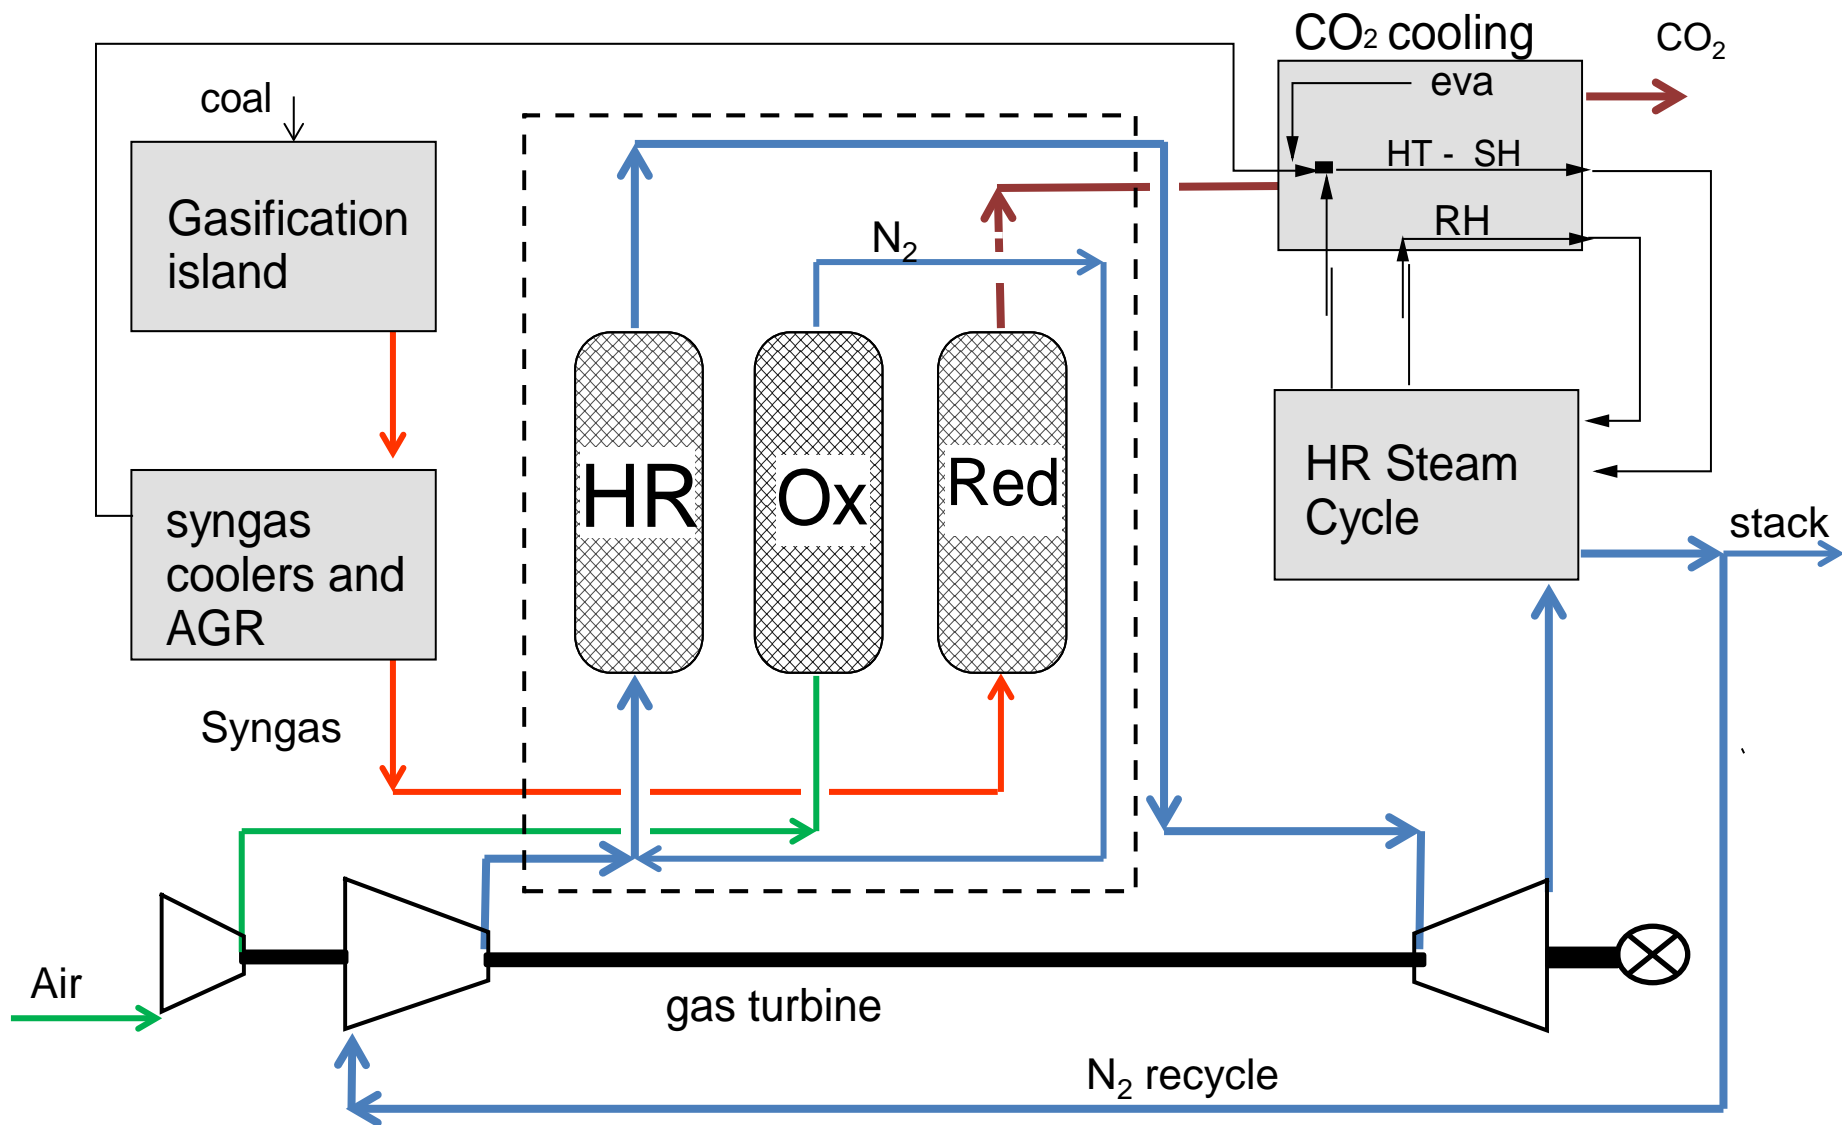 CO2 cooling
CO2
coal
eva
HT - SH
RH
Gasification
island
N2
HR
Ox
Red
HR Steam
Cycle
syngas
coolers and
AGR
stack
Syngas
Air
gas turbine
N2 recycle